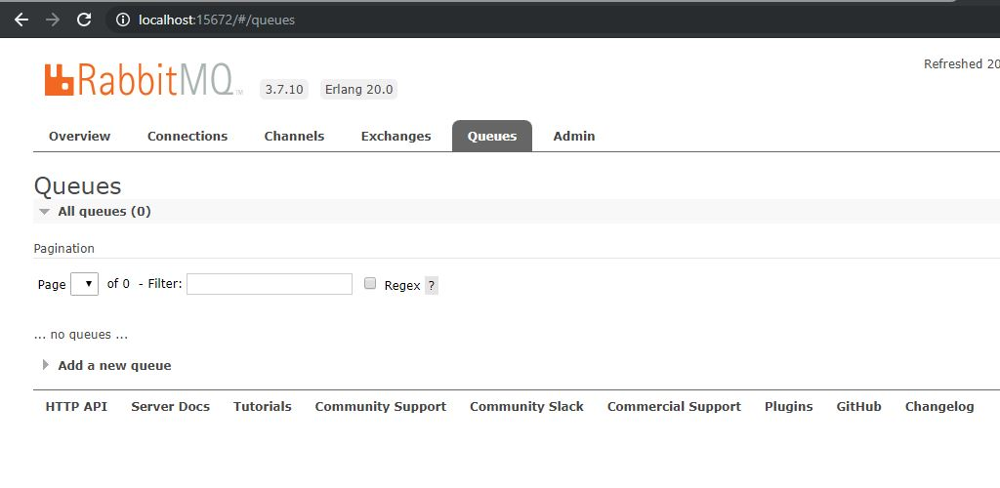 localhost:15672/#/queues
Refreshed 20
RabbitMQ TM 3.7.10 Erlang 20.0
Overview Connections Channels Exchanges Queues Admin
Queues
All queues (0)
Pagination
Page of 0 - Filter: Regex ?
... no queues ...
Add a new queue
HTTP API Server Docs Tutorials Community Support Community Slack Commercial Support Plugins GitHub Changelog